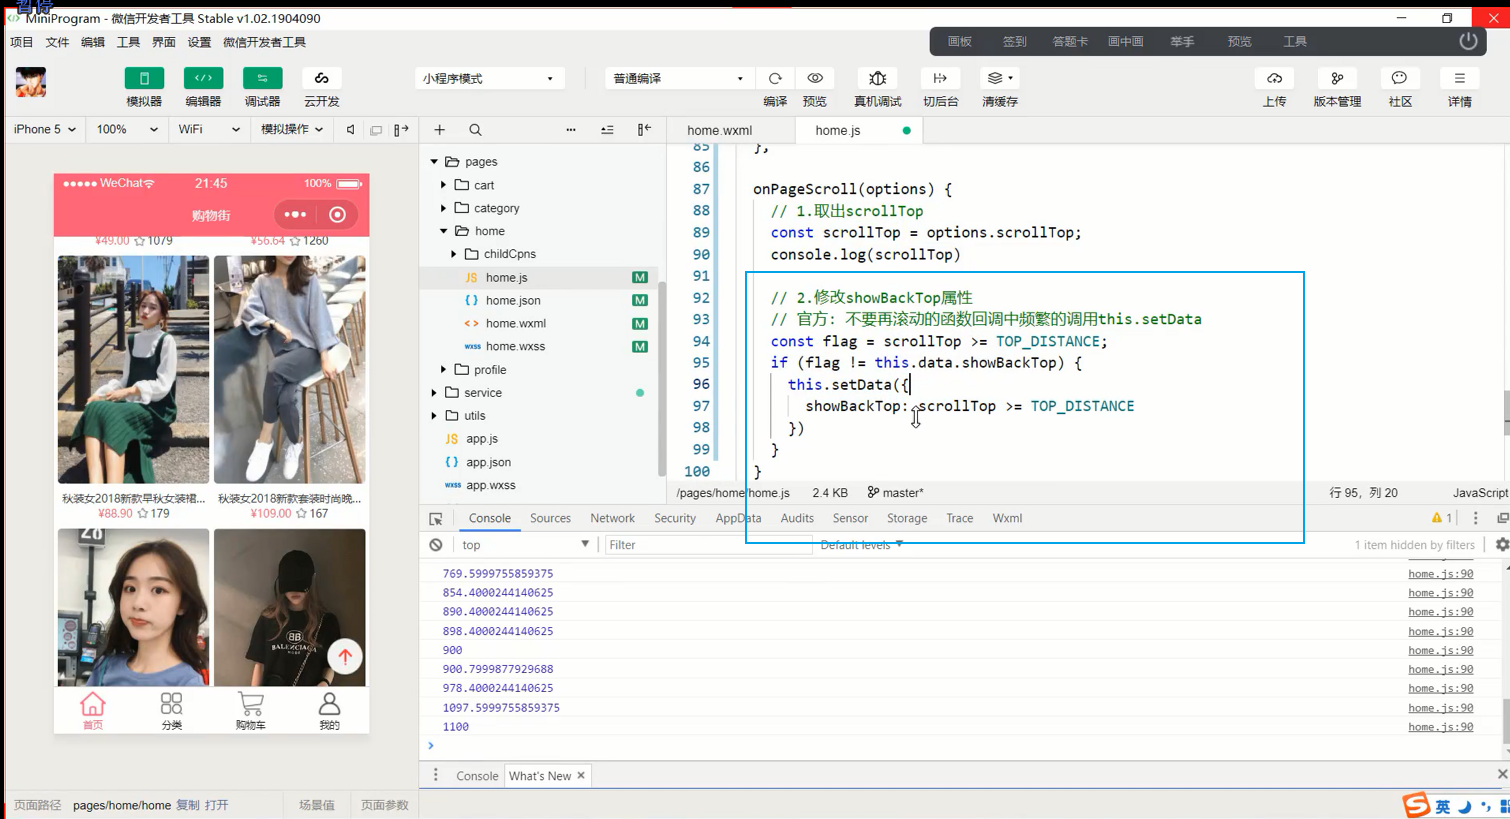 暂停
MiniProgram - 微信开发者工具 Stable v1.02.1904090
项目 文件 编辑 工具 界面 设置 微信开发者工具
画板 签到 答题卡 画中画 举手 预览 工具
小程序模式 普通编译
模拟器 编辑器 调试器 云开发 编译 预览 真机调试 切后台 清缓存 上传 版本管理 社区 详情
iPhone 5 100% WiFi 模拟操作
home.wxml home.js
WeChat 21:45 100%
购物街
¥49.00 1079 ¥56.64 1260
秋装女2018新款早秋女装裙... 秋装女2018新款套装时尚晚...
¥88.90 179 ¥109.00 167
20
BB
BALENCIAGA
首页 分类 购物车 我的
页面路径 pages/home/home 复制 打开 场景值 页面参数
pages
cart
category
home
childCpns
JS home.js M
{ } home.json M
<> home.wxml M
wxss home.wxss M
profile
service
utils
JS app.js
{ } app.json
wxss app.wxss
85 },
86
87 onPageScroll(options) {
88 // 1.取出scrollTop
89 const scrollTop = options.scrollTop;
90 console.log(scrollTop)
91
92 // 2.修改showBackTop属性
93 // 官方: 不要再滚动的函数回调中频繁的调用this.setData
94 const flag = scrollTop >= TOP_DISTANCE;
95 if (flag != this.data.showBackTop) {
96 this.setData({
97 showBackTop: scrollTop >= TOP_DISTANCE
98 })
99 }
100 }
/pages/home/home.js 2.4 KB master* 行 95，列 20 JavaScript
Console Sources Network Security AppData Audits Sensor Storage Trace Wxml 1
top Filter Default levels 1 item hidden by filters
769.5999755859375 home.js:90
854.4000244140625 home.js:90
890.4000244140625 home.js:90
898.4000244140625 home.js:90
900 home.js:90
900.7999877929688 home.js:90
978.4000244140625 home.js:90
1097.5999755859375 home.js:90
1100 home.js:90
Console What's New
英